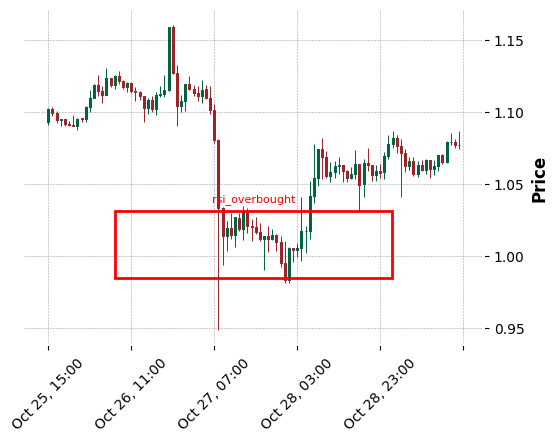 1.15
1.10
1.05
1.00
0.95
Price
rsi_overbought
Oct 25, 15:00
Oct 26, 11:00
Oct 27, 07:00
Oct 28, 03:00
Oct 28, 23:00